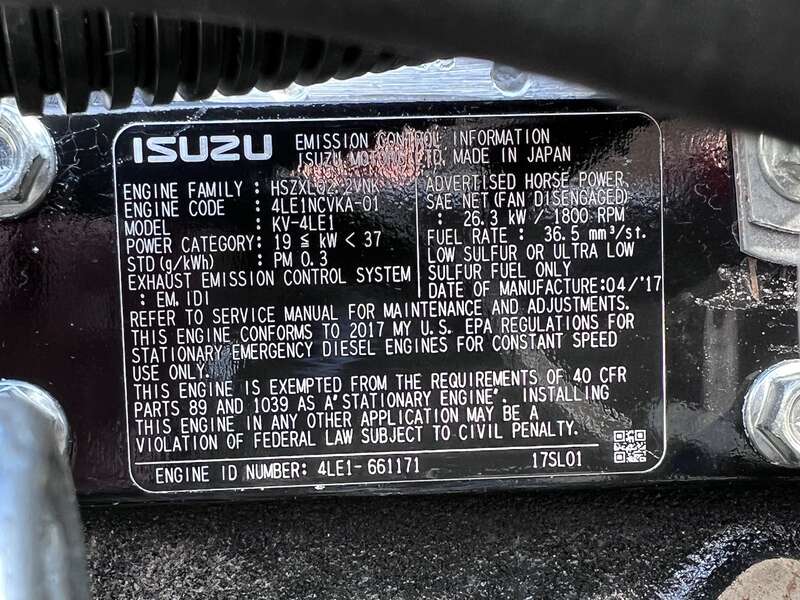 ISUZU EMISSION CONTROL INFORMATION
ISUZU MOTORS LTD. MADE IN JAPAN
ENGINE FAMILY : HSZXL02.2VNK
ENGINE CODE : 4LE1NCVKA-01
MODEL : KV-4LE1
POWER CATEGORY: 19 ≦ kW < 37
STD (g/kWh) : PM 0.3
EXHAUST EMISSION CONTROL SYSTEM
: EM, IDI
ADVERTISED HORSE POWER,
SAE NET (FAN DISENGAGED)
: 26.3 kW / 1800 RPM
FUEL RATE : 36.5 mm³/st.
LOW SULFUR OR ULTRA LOW
SULFUR FUEL ONLY
DATE OF MANUFACTURE:04/'17
REFER TO SERVICE MANUAL FOR MAINTENANCE AND ADJUSTMENTS.
THIS ENGINE CONFORMS TO 2017 MY U.S. EPA REGULATIONS FOR
STATIONARY EMERGENCY DIESEL ENGINES FOR CONSTANT SPEED
USE ONLY.
THIS ENGINE IS EXEMPTED FROM THE REQUIREMENTS OF 40 CFR
PARTS 89 AND 1039 AS A "STATIONARY ENGINE". INSTALLING
THIS ENGINE IN ANY OTHER APPLICATION MAY BE A
VIOLATION OF FEDERAL LAW SUBJECT TO CIVIL PENALTY.
ENGINE ID NUMBER: 4LE1-661171 17SL01